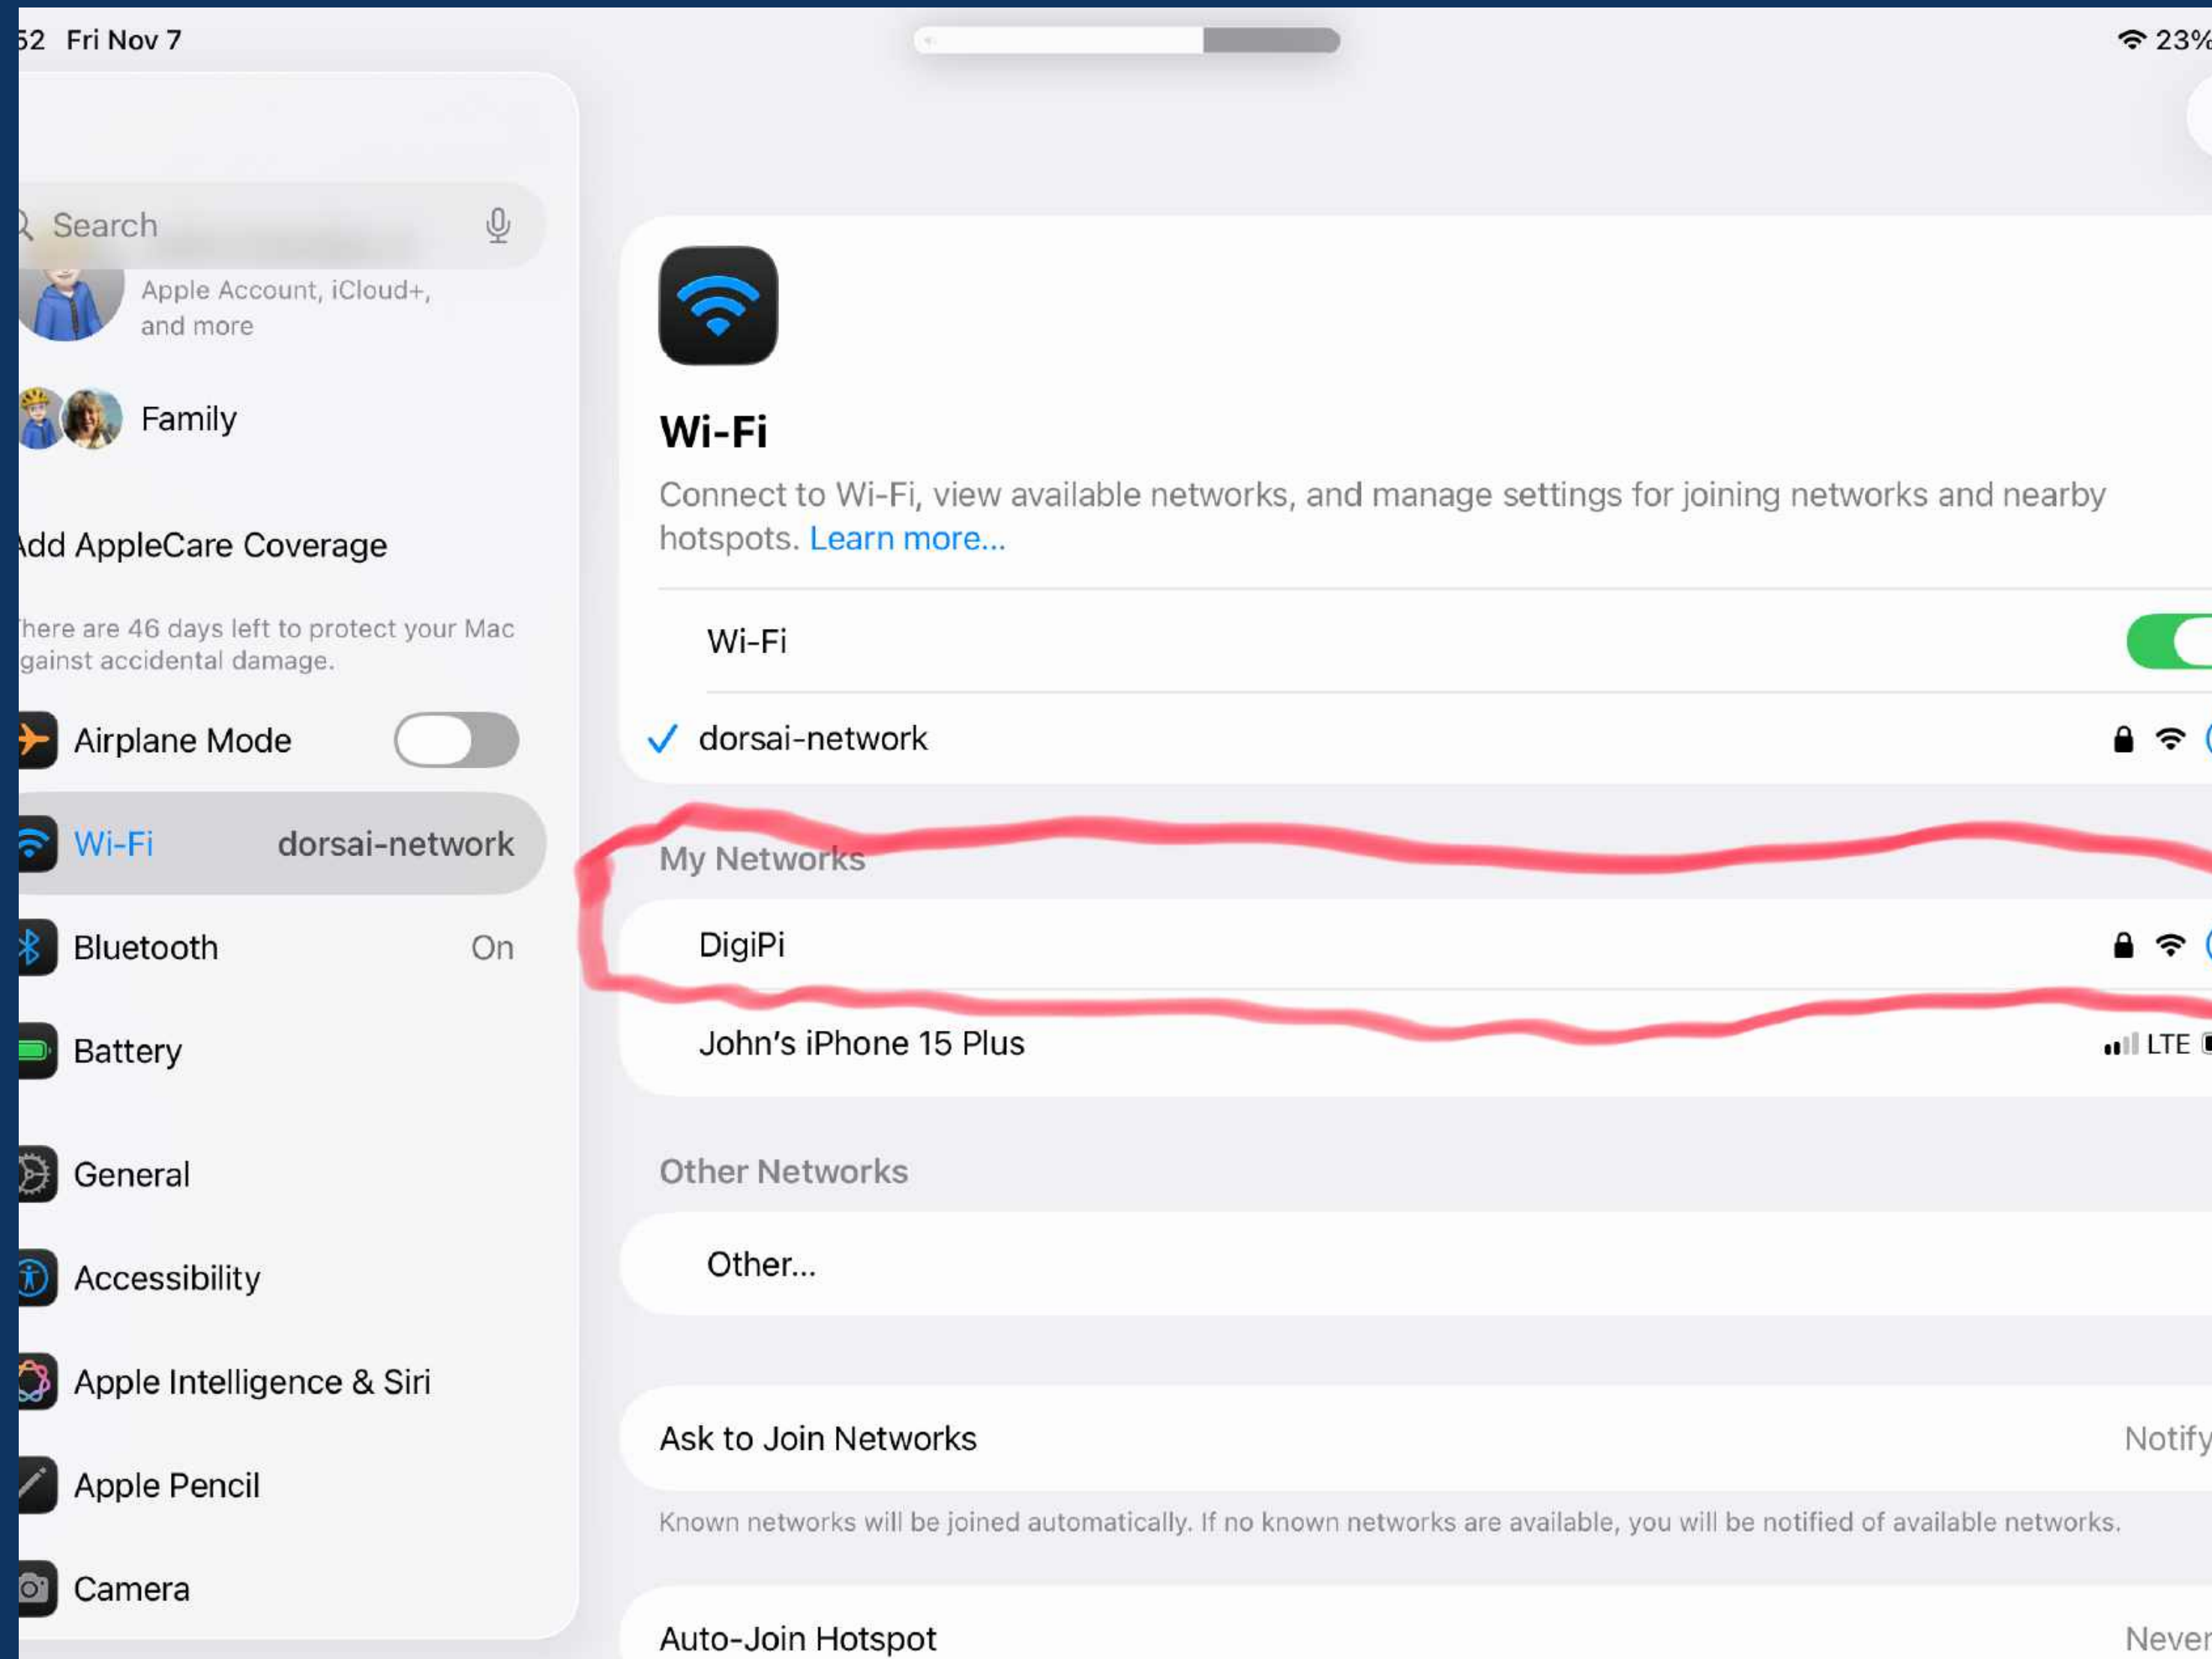 52 Fri Nov 7
23%
Search
Apple Account, iCloud+,
and more
Family
Add AppleCare Coverage
There are 46 days left to protect your Mac
against accidental damage.
Airplane Mode
Wi-Fi dorsai-network
Bluetooth On
Battery
General
Accessibility
Apple Intelligence & Siri
Apple Pencil
Camera
Wi-Fi
Connect to Wi-Fi, view available networks, and manage settings for joining networks and nearby
hotspots. Learn more...
Wi-Fi
dorsai-network
My Networks
DigiPi
John's iPhone 15 Plus LTE
Other Networks
Other...
Ask to Join Networks Notify
Known networks will be joined automatically. If no known networks are available, you will be notified of available networks.
Auto-Join Hotspot Never